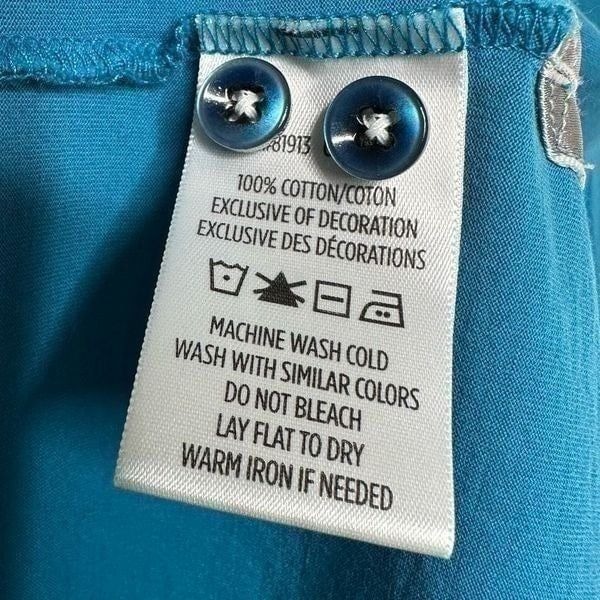 81913
100% COTTON/COTON
EXCLUSIVE OF DECORATION
EXCLUSIVE DES DÉCORATIONS
MACHINE WASH COLD
WASH WITH SIMILAR COLORS
DO NOT BLEACH
LAY FLAT TO DRY
WARM IRON IF NEEDED